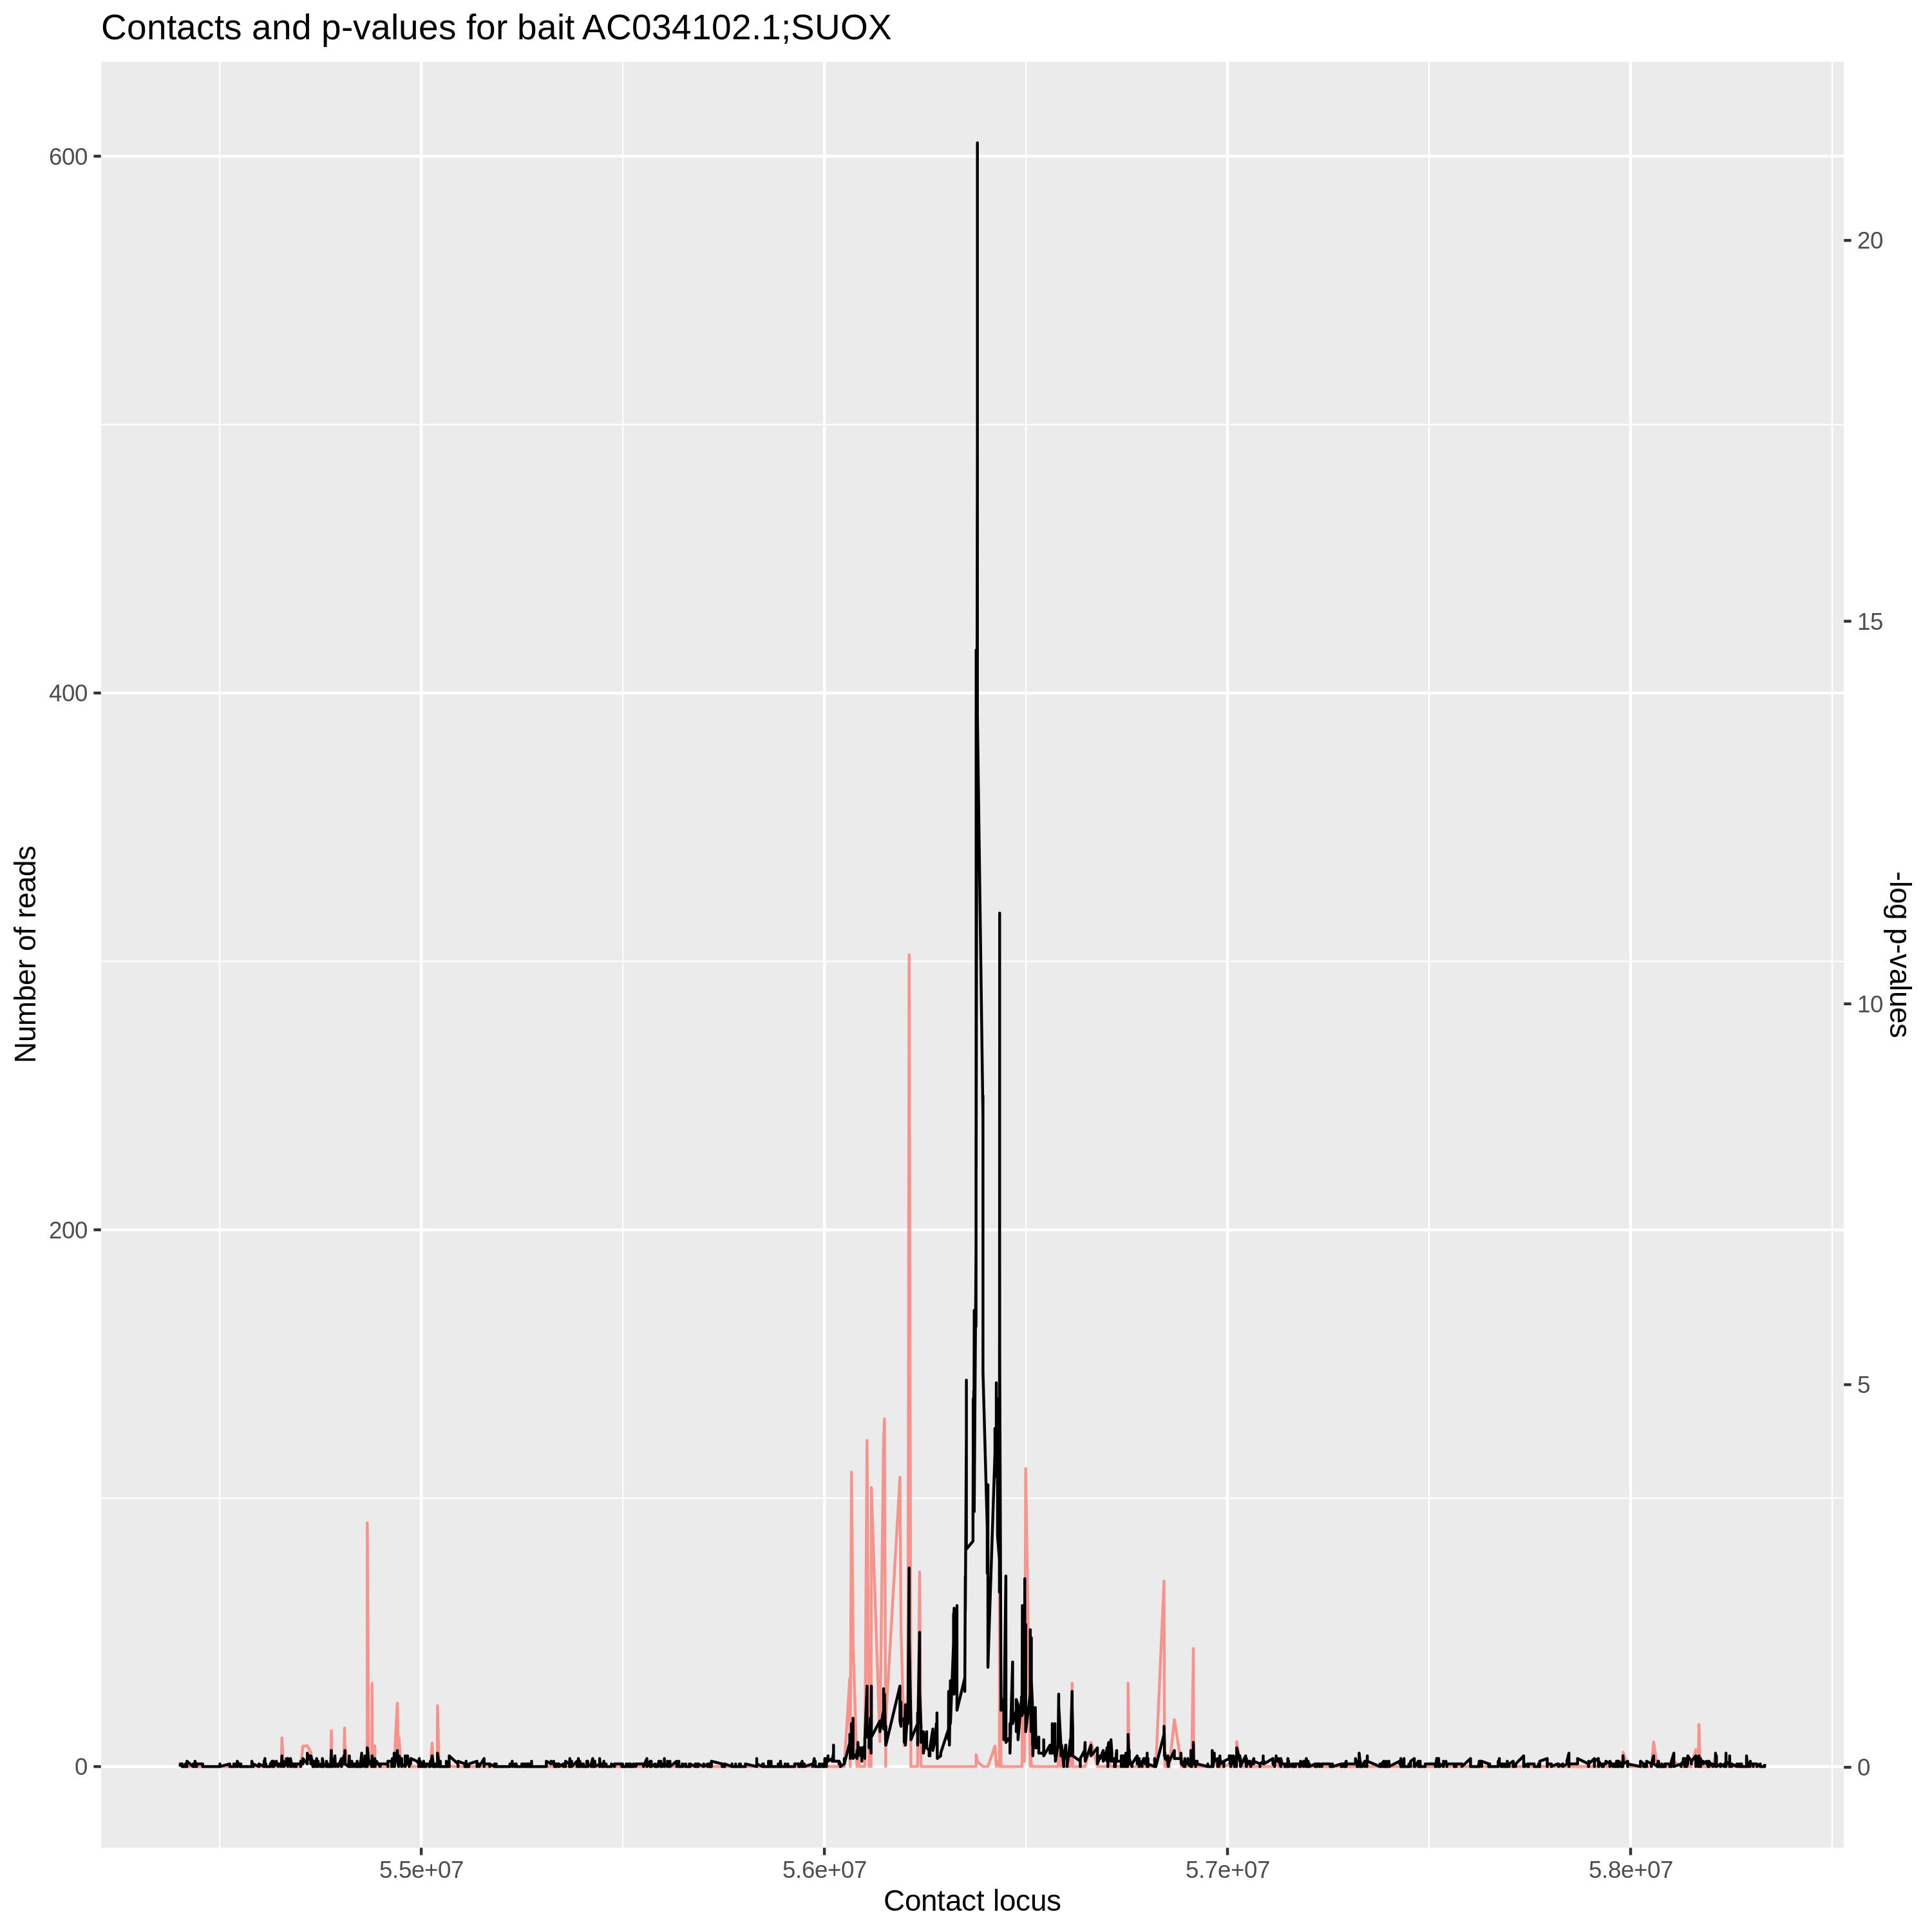 Contacts and p-values for bait AC034102.1;SUOX
600
400
200
0
Number of reads
20
15
10
5
0
-log p-values
5.5e+07
5.6e+07
5.7e+07
5.8e+07
Contact locus